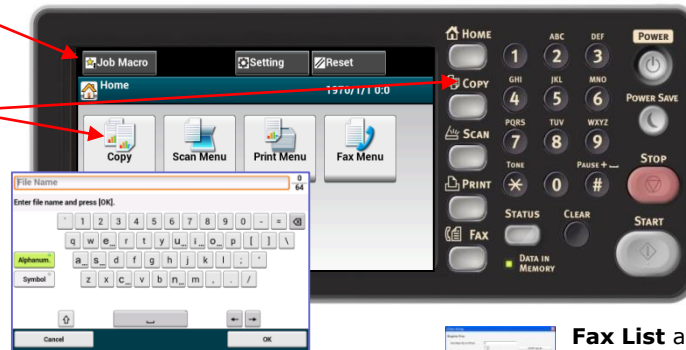 Job Macro
Setting
Reset
Home
1970/1/1 0:0
Copy
Scan Menu
Print Menu
Fax Menu
File Name
0
64
Enter file name and press [OK].
` 1 2 3 4 5 6 7 8 9 0 - =
q w e r t y u i o p [ ] \
Alphanum. a s d f g h j k l ; '
Symbol z x c v b n m , . /
Cancel
OK
HOME
COPY
SCAN
PRINT
FAX
ABC
DEF
1 2 3
GHI
JKL
MNO
4 5 6
PQRS
TUV
WXYZ
7 8 9
TONE
PAUSE +
* 0 #
STATUS
CLEAR
DATA IN
MEMORY
POWER
POWER SAVE
STOP
START
Fax List a